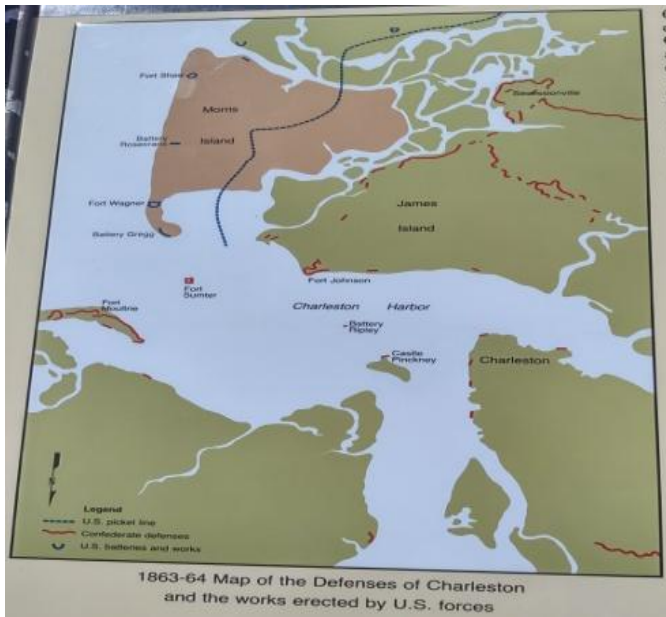 Fort Shaw
Morris
Island
Battery
Rosecrans
Fort Wagner
Battery Gregg
Secessionville
James
Island
Fort
Sumter
Fort Johnson
Fort
Moultrie
Charleston Harbor
Battery
Ripley
Castle
Pinckney
Charleston
Legend
U.S. picket line
Confederate defenses
U.S. batteries and works
1863-64 Map of the Defenses of Charleston
and the works erected by U.S. forces